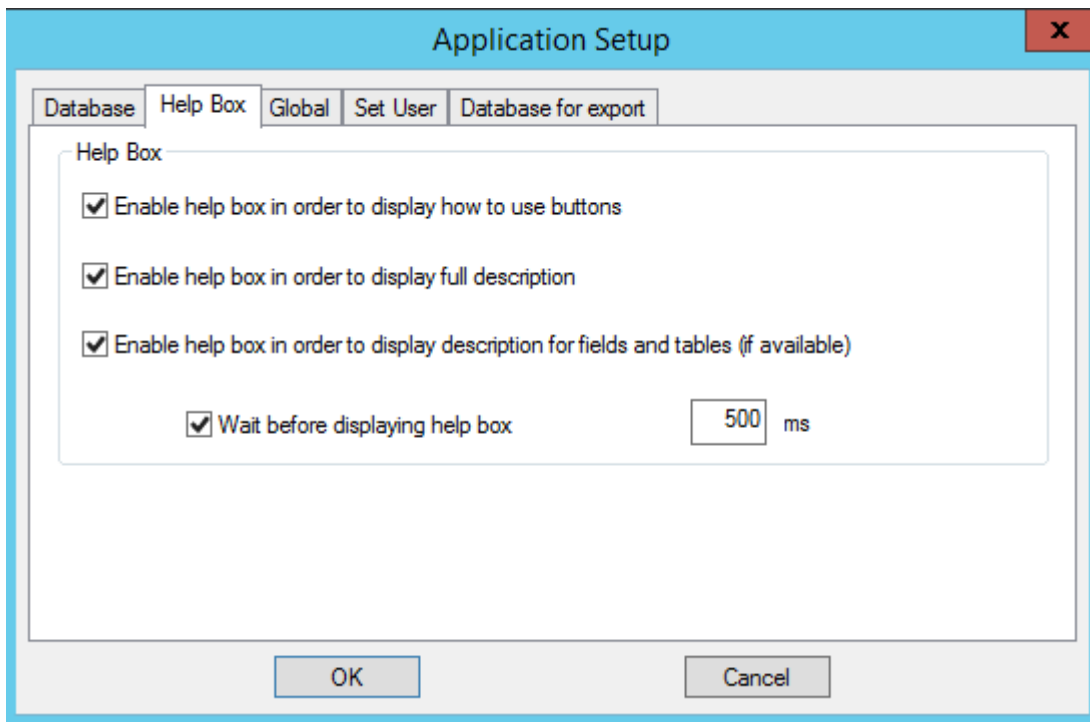 Application Setup
x
Database Help Box Global Set User Database for export
Help Box
Enable help box in order to display how to use buttons
Enable help box in order to display full description
Enable help box in order to display description for fields and tables (if available)
Wait before displaying help box 500 ms
OK Cancel